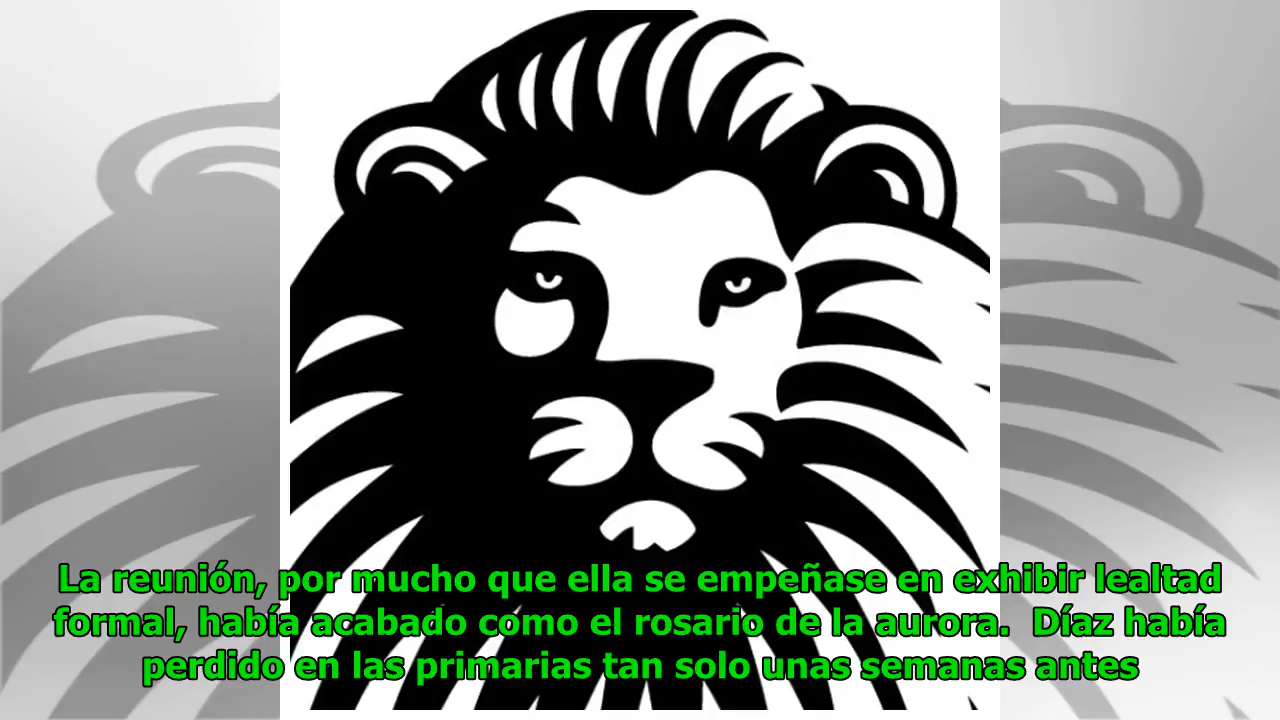 La reunión, por mucho que ella se empeñase en exhibir lealtad
formal, había acabado como el rosario de la aurora.  Díaz había
perdido en las primarias tan solo unas semanas antes